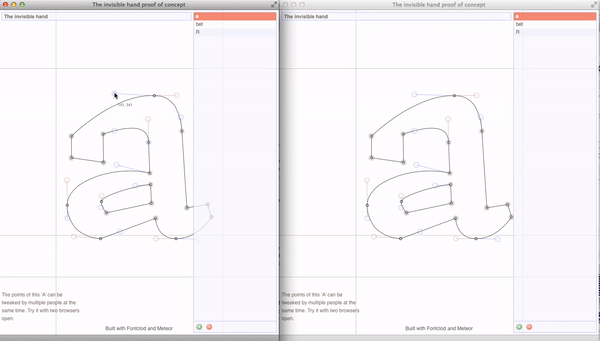 The invisible hand proof of concept
The invisible hand
a
bet
The points of this 'A' can be
tweaked by multiple people at the
same time. Try it with two browsers
open.
Built with Fontclod and Meteor
The invisible hand proof of concept
The invisible hand
a
bet
The points of this 'A' can be
tweaked by multiple people at the
same time. Try it with two browsers
open.
Built with Fontclod and Meteor